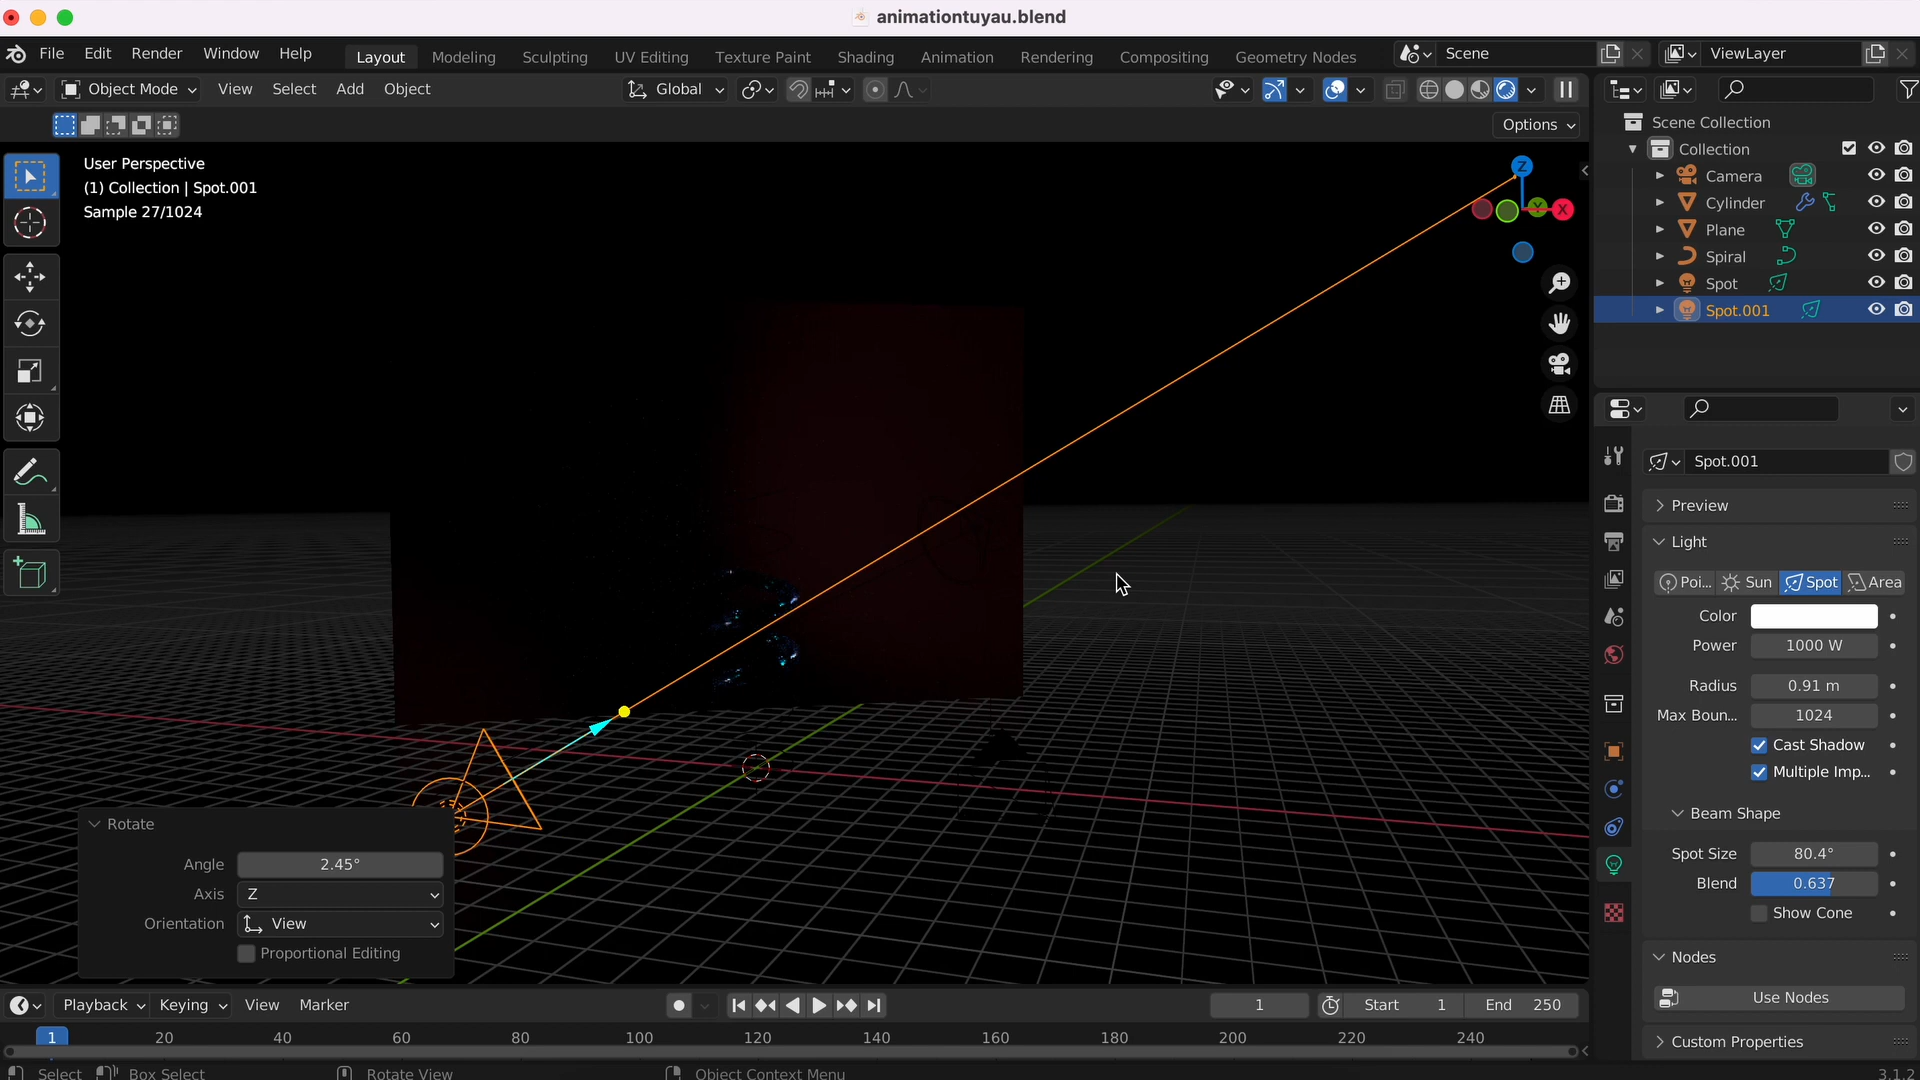 animationtuyau.blend
File Edit Render Window Help Layout Modeling Sculpting UV Editing Texture Paint Shading Animation Rendering Compositing Geometry Nodes Scene ViewLayer
Object Mode View Select Add Object Global
Options
User Perspective
(1) Collection | Spot.001
Sample 27/1024
Z
Y
X
Scene Collection
Collection
Camera
Cylinder
Plane
Spiral
Spot
Spot.001
Spot.001
Preview
Light
Poi... Sun Spot Area
Color
Power 1000 W
Radius 0.91 m
Max Boun... 1024
Cast Shadow
Multiple Imp...
Beam Shape
Spot Size 80.4°
Blend 0.637
Show Cone
Nodes
Use Nodes
Custom Properties
Rotate
Angle 2.45°
Axis Z
Orientation View
Proportional Editing
Playback Keying View Marker 1 Start 1 End 250
1 20 40 60 80 100 120 140 160 180 200 220 240
Select Box Select Rotate View Object Context Menu 3.1.2